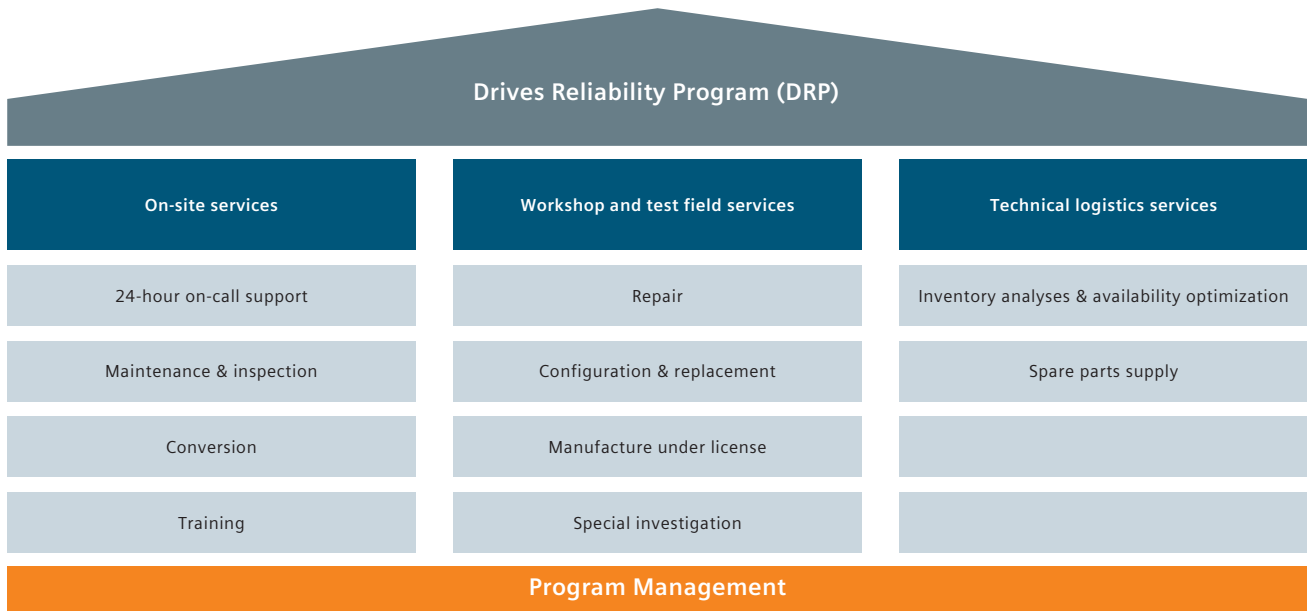 Drives Reliability Program (DRP)
On-site services
24-hour on-call support
Maintenance & inspection
Conversion
Training
Workshop and test field services
Repair
Configuration & replacement
Manufacture under license
Special investigation
Technical logistics services
Inventory analyses & availability optimization
Spare parts supply
Program Management